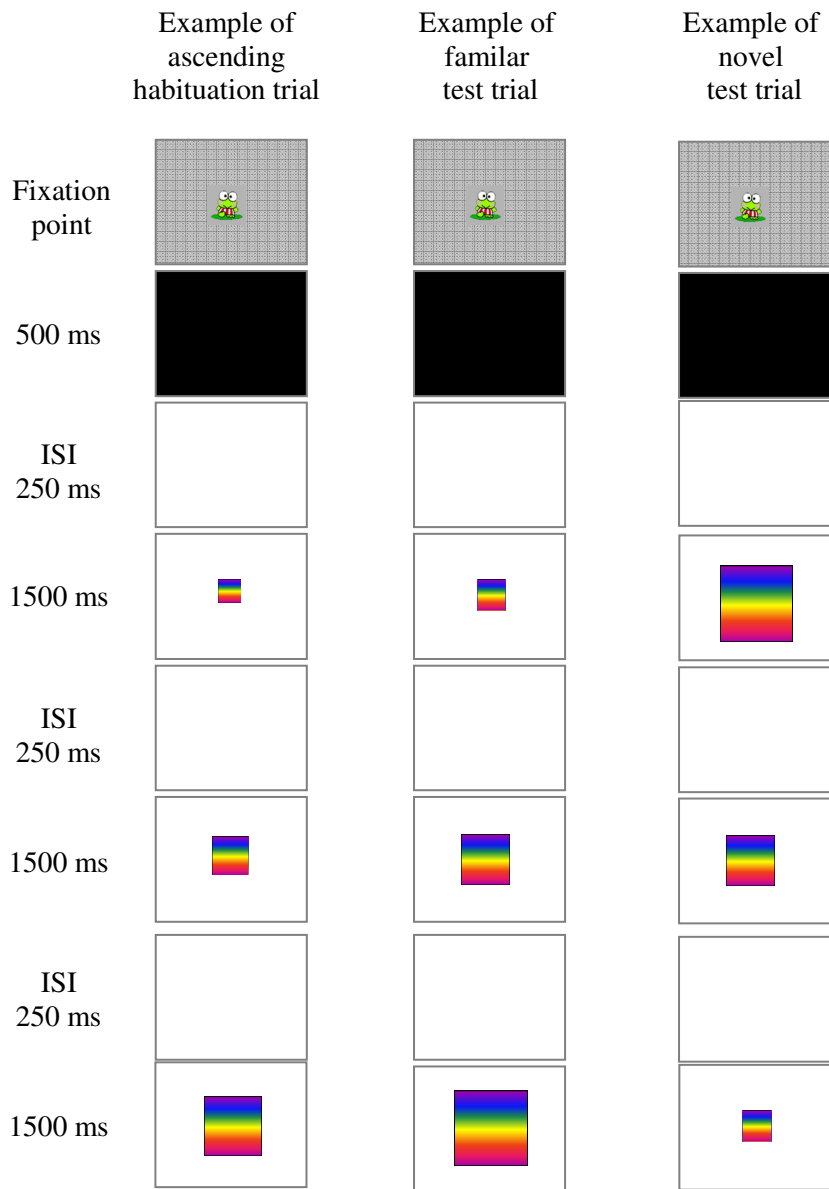 Example of
ascending
habituation trial
Example of
familar
test trial
Example of
novel
test trial
Fixation
point
500 ms
ISI
250 ms
1500 ms
ISI
250 ms
1500 ms
ISI
250 ms
1500 ms